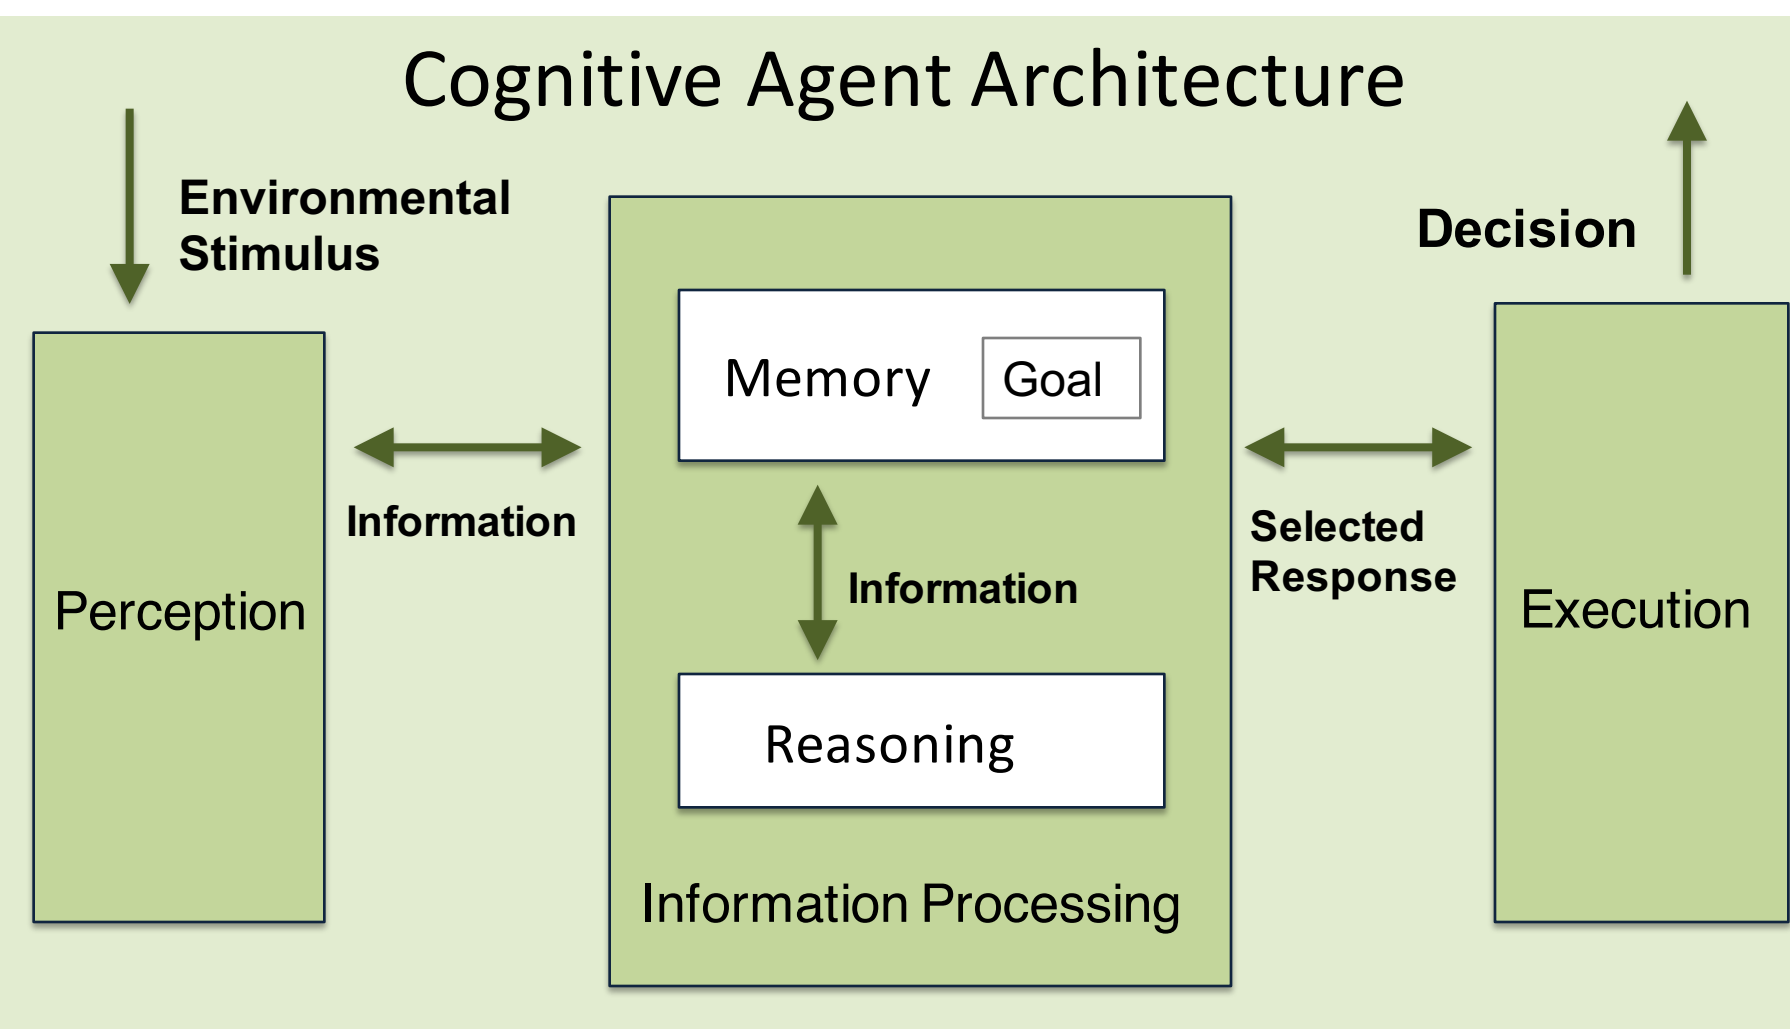 Cognitive Agent Architecture
Environmental
Stimulus
Decision
Memory
Goal
Information
Selected
Response
Information
Perception
Execution
Reasoning
Information Processing